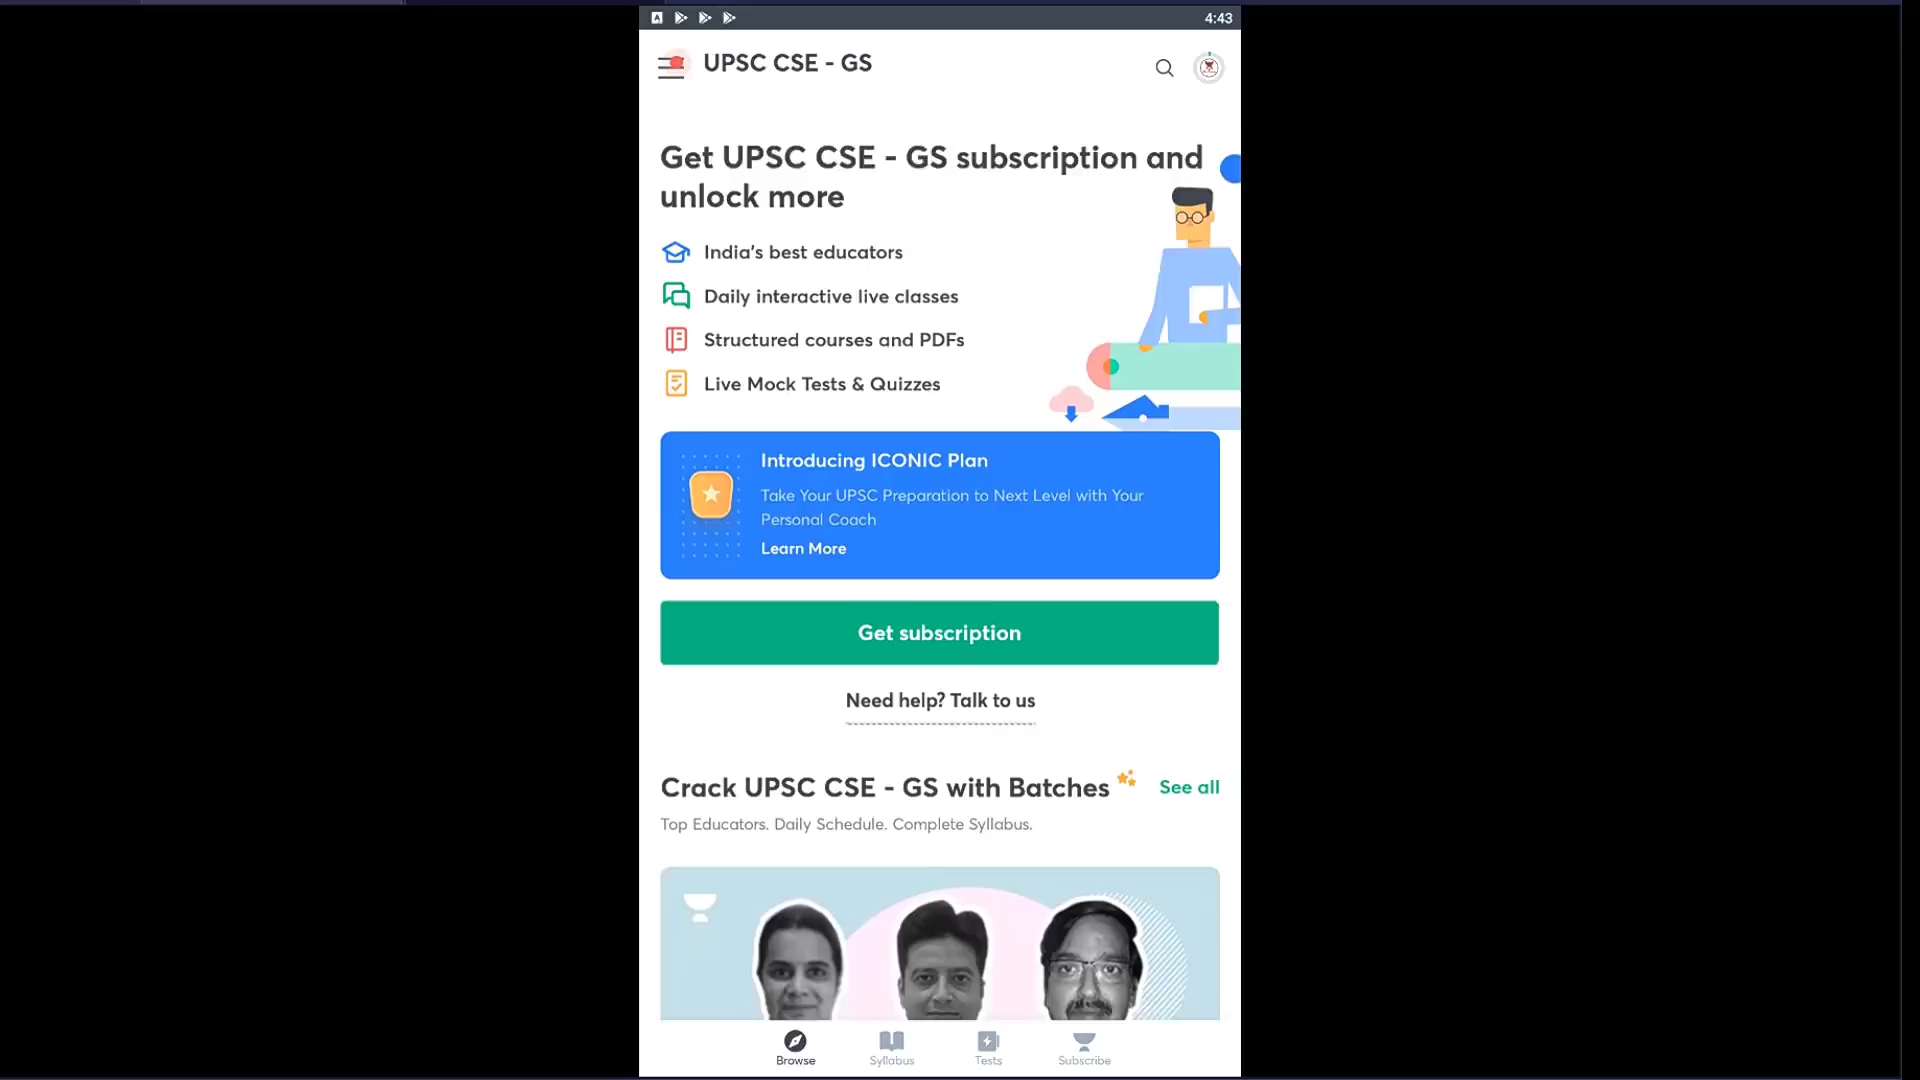 4:43
UPSC CSE - GS
Get UPSC CSE - GS subscription and
unlock more
India's best educators
Daily interactive live classes
Structured courses and PDFs
Live Mock Tests & Quizzes
Introducing ICONIC Plan
Take Your UPSC Preparation to Next Level with Your
Personal Coach
Learn More
Get subscription
Need help? Talk to us
Crack UPSC CSE - GS with Batches
See all
Top Educators. Daily Schedule. Complete Syllabus.
Browse
Syllabus
Tests
Subscribe